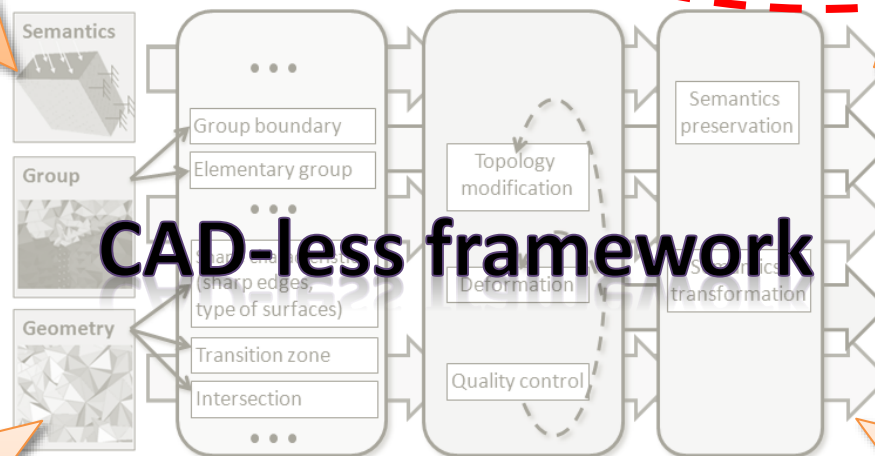 Semantics
Group
Geometry
• • •
Group boundary
Elementary group
• • •
(sharp edges,
type of surfaces)
Transition zone
Intersection
• • •
Topology
modification
Deformation
Quality control
Semantics
preservation
Semantics
transformation
CAD-less framework